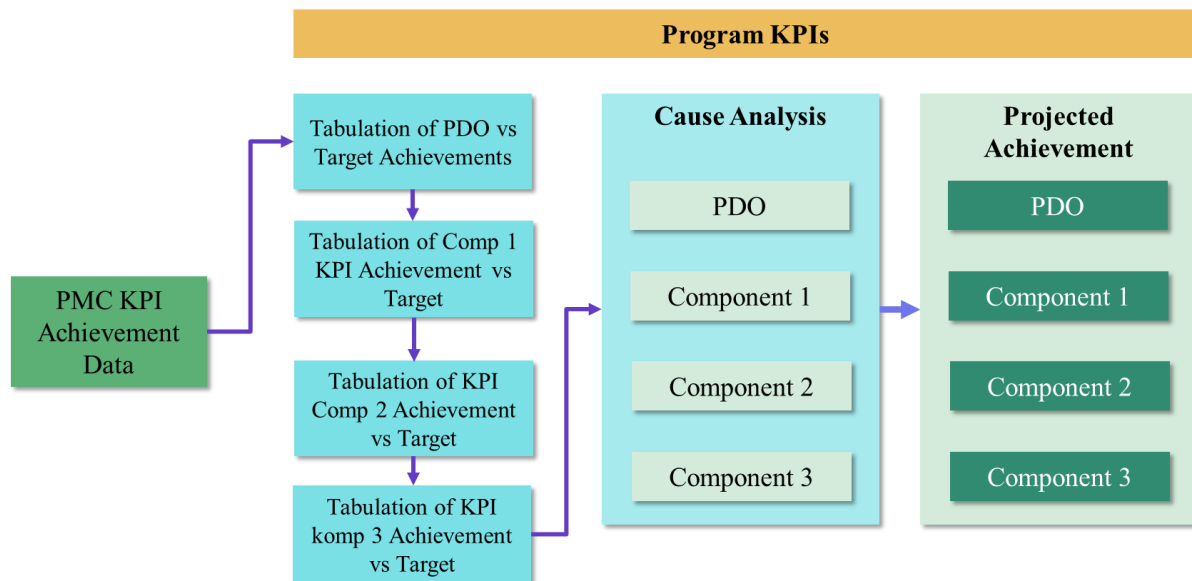 Program KPIs
PMC KPI
Achievement
Data
Tabulation of PDO vs
Target Achievements
Tabulation of Comp 1
KPI Achievement vs
Target
Tabulation of KPI
Comp 2 Achievement
vs Target
Tabulation of KPI
komp 3 Achievement
vs Target
Cause Analysis
PDO
Component 1
Component 2
Component 3
Projected
Achievement
PDO
Component 1
Component 2
Component 3